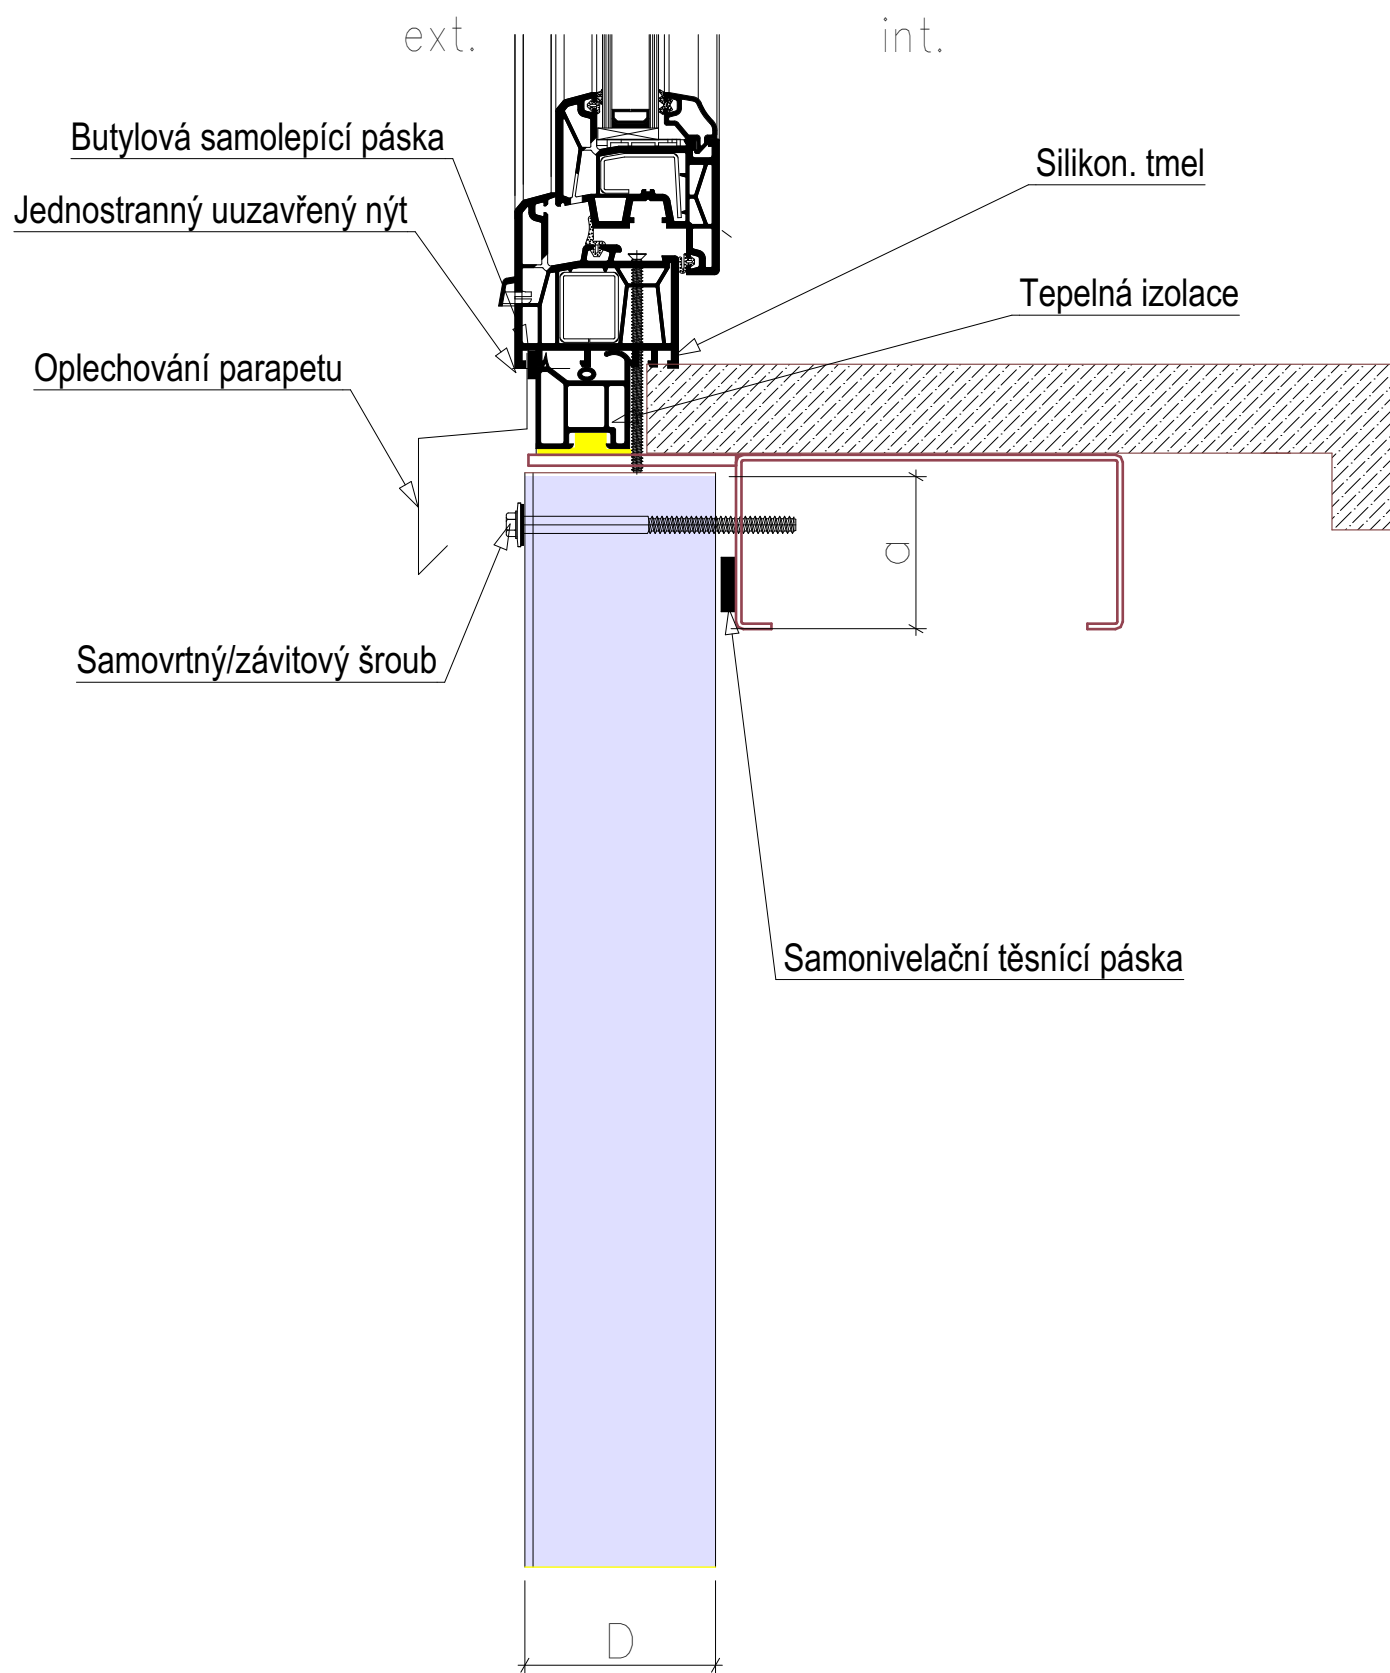 ext.
int.
Butylová samolepící páska
Silikon. tmel
Jednostranný uuzavřený nýt
Tepelná izolace
Oplechování parapetu
d
Samovrtný/závitový šroub
Samonivelační těsnící páska
D